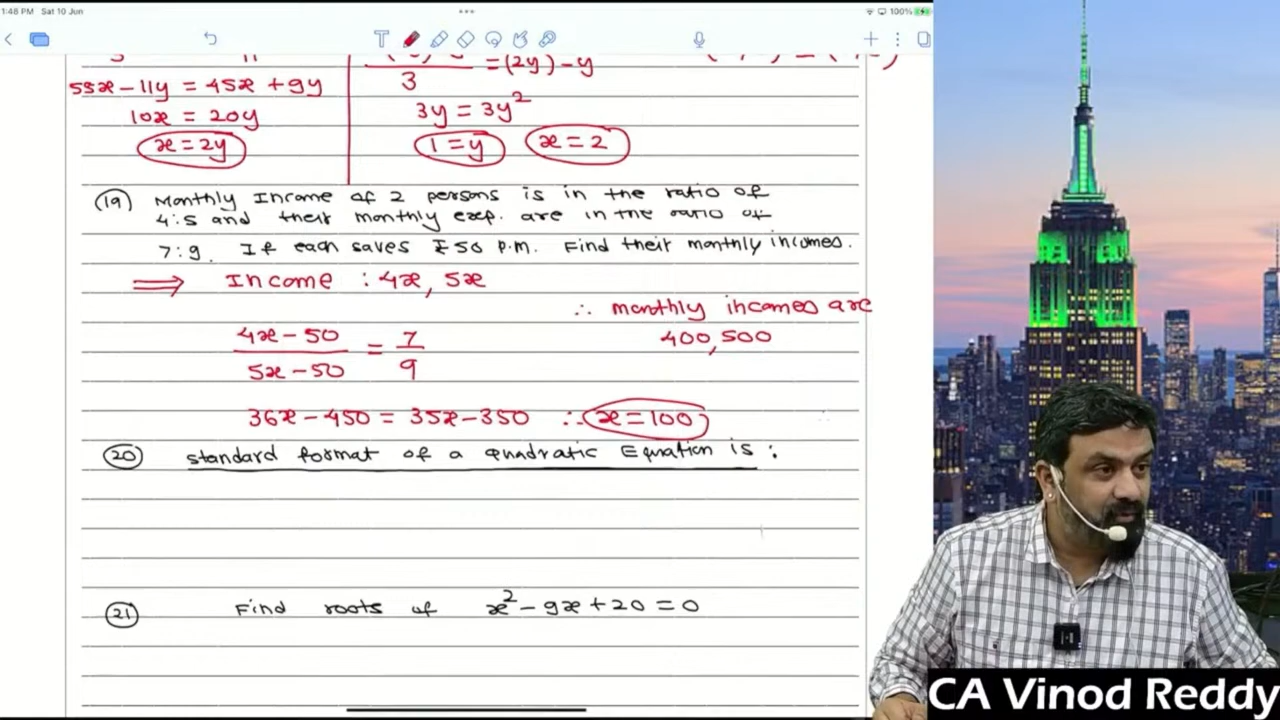 1:48 PM Sat 10 Jun
100%
T
55x - 11y = 45x + 9y
10x = 20y
x = 2y
= (2y) - y
3
3y = 3y²
1 = y x = 2
(19) Monthly Income of 2 persons is in the ratio of
4:5 and their monthly exp. are in the ratio of
7:9. If each saves ₹50 P.M. Find their monthly incomes.
⟹ Income : 4x, 5x
∴ monthly incomes are
400, 500
4x - 50 / 5x - 50 = 7 / 9
36x - 450 = 35x - 350 ∴ x = 100
(20) standard format of a quadratic Equation is :
(21) Find roots of x² - 9x + 20 = 0
CA Vinod Reddy